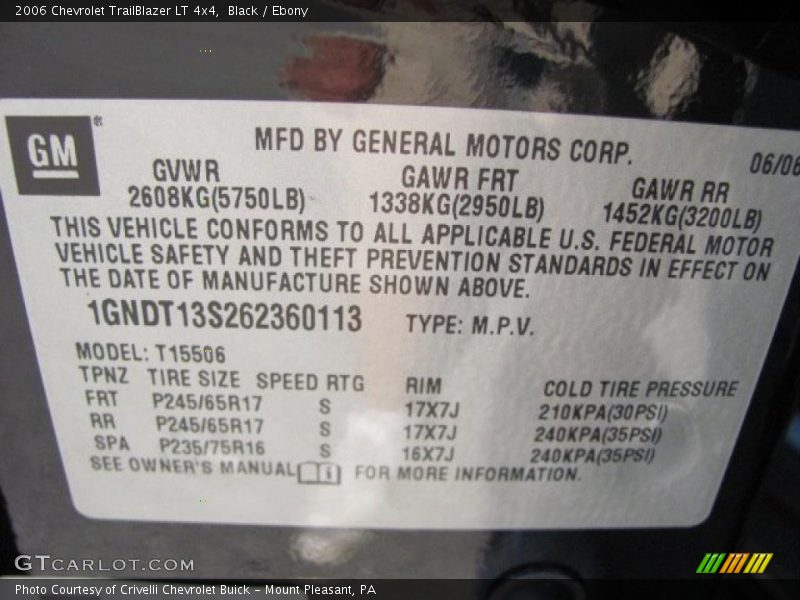 2006 Chevrolet TrailBlazer LT 4x4,  Black / Ebony
GM®
MFD BY GENERAL MOTORS CORP.
06/06
GVWR GAWR FRT GAWR RR
2608KG(5750LB) 1338KG(2950LB) 1452KG(3200LB)
THIS VEHICLE CONFORMS TO ALL APPLICABLE U.S. FEDERAL MOTOR
VEHICLE SAFETY AND THEFT PREVENTION STANDARDS IN EFFECT ON
THE DATE OF MANUFACTURE SHOWN ABOVE.
1GNDT13S262360113 TYPE: M.P.V.
MODEL: T15506
TPNZ TIRE SIZE SPEED RTG RIM COLD TIRE PRESSURE
FRT P245/65R17 S 17X7J 210KPA(30PSI)
RR P245/65R17 S 17X7J 240KPA(35PSI)
SPA P235/75R16 S 16X7J 240KPA(35PSI)
SEE OWNER'S MANUAL i FOR MORE INFORMATION.
GTCARLOT.COM
Photo Courtesy of Crivelli Chevrolet Buick – Mount Pleasant, PA